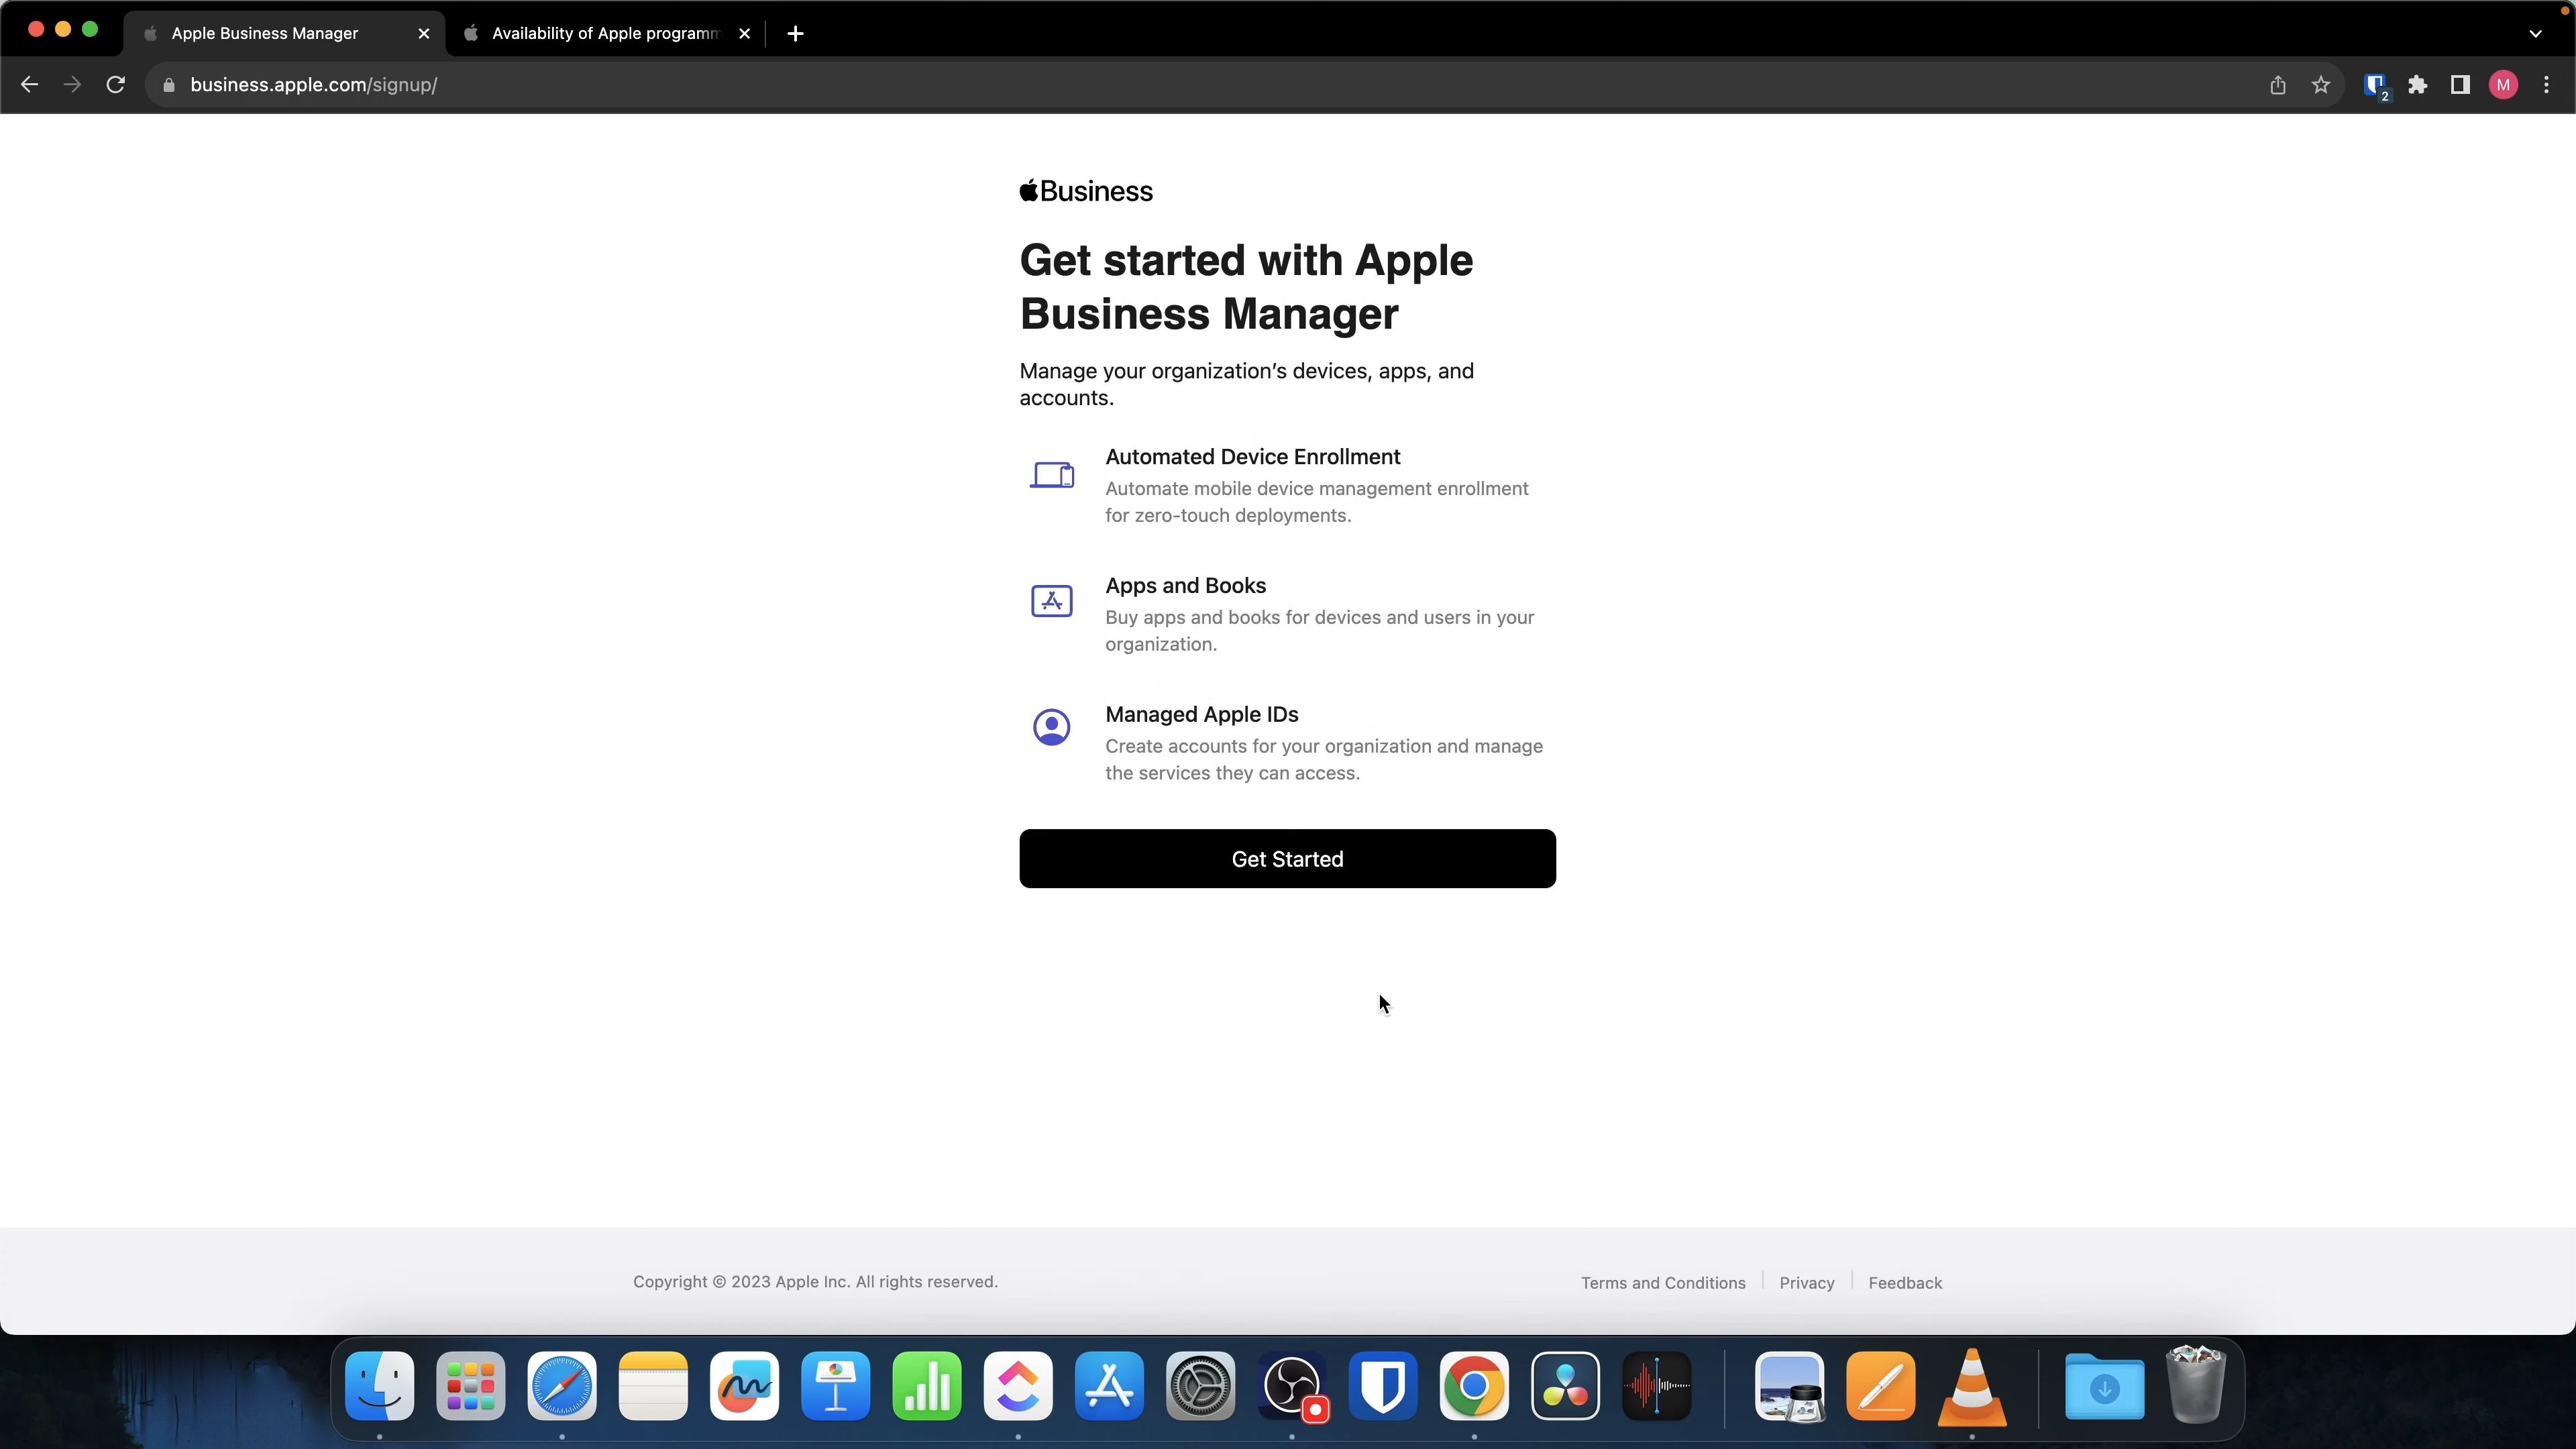 Apple Business Manager
Availability of Apple programm
business.apple.com/signup/
2
M
Business
Get started with Apple
Business Manager
Manage your organization's devices, apps, and
accounts.
Automated Device Enrollment
Automate mobile device management enrollment
for zero-touch deployments.
Apps and Books
Buy apps and books for devices and users in your
organization.
Managed Apple IDs
Create accounts for your organization and manage
the services they can access.
Get Started
Copyright © 2023 Apple Inc. All rights reserved.
Terms and Conditions
Privacy
Feedback